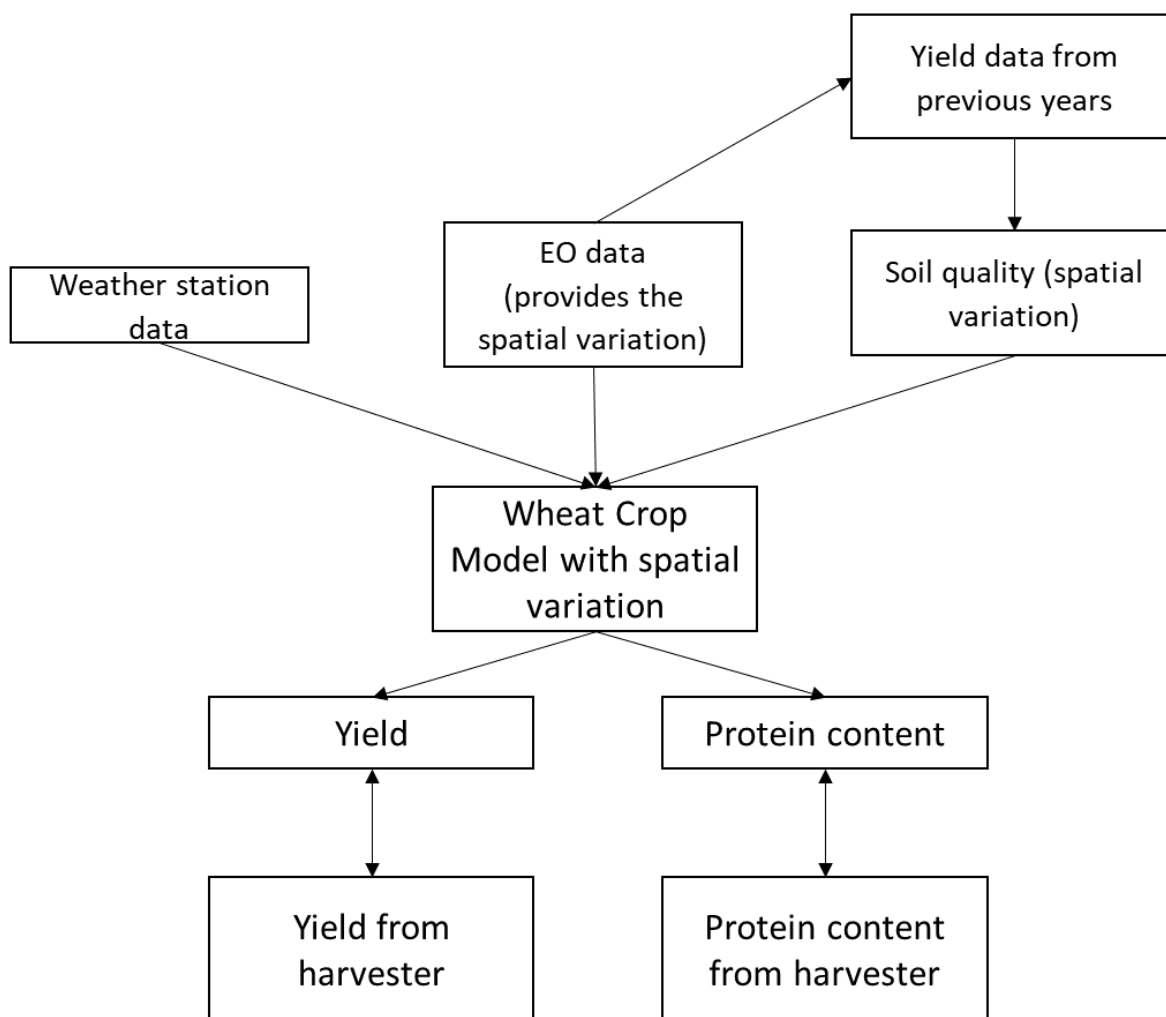 Yield data from
previous years
EO data
(provides the
spatial variation)
Soil quality (spatial
variation)
Weather station
data
Wheat Crop
Model with spatial
variation
Yield
Protein content
Yield from
harvester
Protein content
from harvester